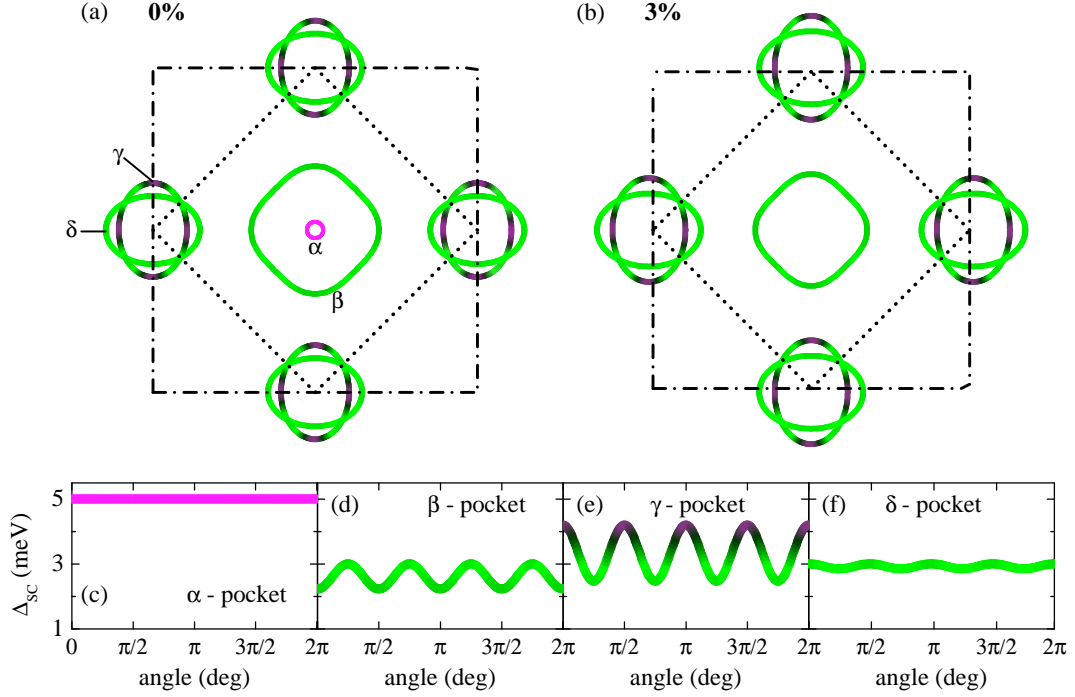 (a) 0%
(b) 3%
γ
δ
α
β
Δ_SC (meV)
5
3
1
(c) α - pocket
(d) β - pocket
(e) γ - pocket
(f) δ - pocket
0 π/2 π 3π/2 2π π/2 π 3π/2 2π π/2 π 3π/2 2π π/2 π 3π/2 2π
angle (deg) angle (deg) angle (deg) angle (deg)